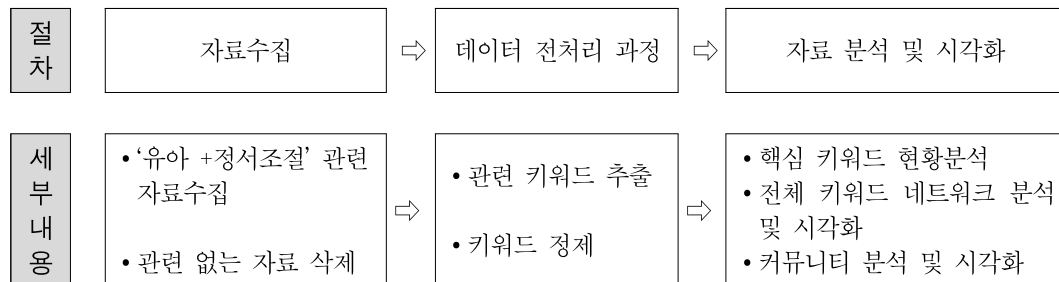 절차
자료수집 ⇨ 데이터 전처리 과정 ⇨ 자료 분석 및 시각화
세부내용
• ‘유아 +정서조절’ 관련
자료수집
• 관련 없는 자료 삭제
⇨
• 관련 키워드 추출
• 키워드 정제
⇨
• 핵심 키워드 현황분석
• 전체 키워드 네트워크 분석
및 시각화
• 커뮤니티 분석 및 시각화